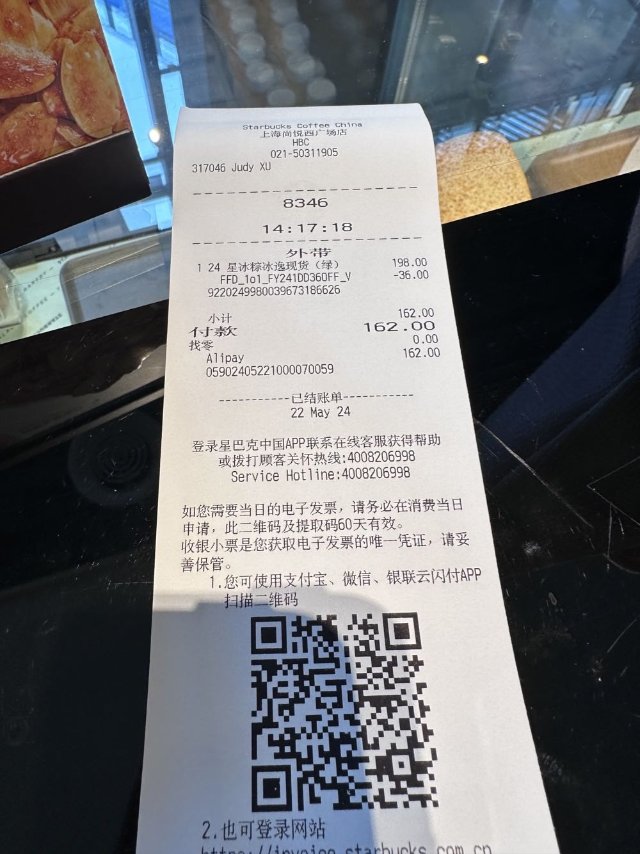 Starbucks Coffee China
上海尚悦西广场店
HBC
021-50311905
317046 Judy XU
8346
14:17:18
外带
1 24 星冰粽冰逸现货（绿） 198.00
FFD_1o1_FY241DD36OFF_V -36.00
9220249980039673186626
小计 162.00
付款 162.00
找零 0.00
Alipay 162.00
05902405221000070059
-----------已结账单-----------
22 May 24
登录星巴克中国APP联系在线客服获得帮助
或拨打顾客关怀热线:4008206998
Service Hotline:4008206998
如您需要当日的电子发票，请务必在消费当日
申请，此二维码及提取码60天有效。
收银小票是您获取电子发票的唯一凭证，请妥
善保管。
1.您可使用支付宝、微信、银联云闪付APP
扫描二维码
2.也可登录网站
https://invoice.starbucks.com.cn